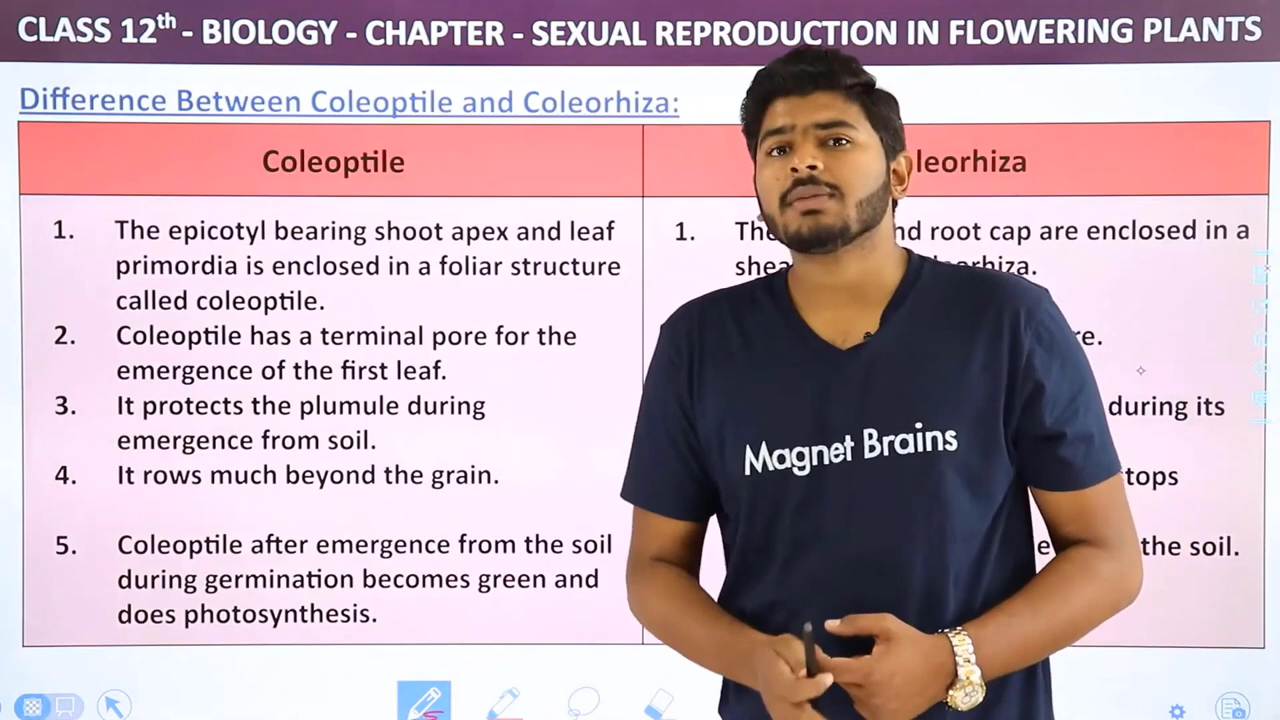 CLASS 12th - BIOLOGY - CHAPTER - SEXUAL REPRODUCTION IN FLOWERING PLANTS
Difference Between Coleoptile and Coleorhiza:
Coleoptile
leorhiza
1. The epicotyl bearing shoot apex and leaf
primordia is enclosed in a foliar structure
called coleoptile.
2. Coleoptile has a terminal pore for the
emergence of the first leaf.
3. It protects the plumule during
emergence from soil.
4. It rows much beyond the grain.
5. Coleoptile after emergence from the soil
during germination becomes green and
does photosynthesis.
1. The nd root cap are enclosed in a
shea rhiza.
re.
during its
tops
the soil.
Magnet Brains